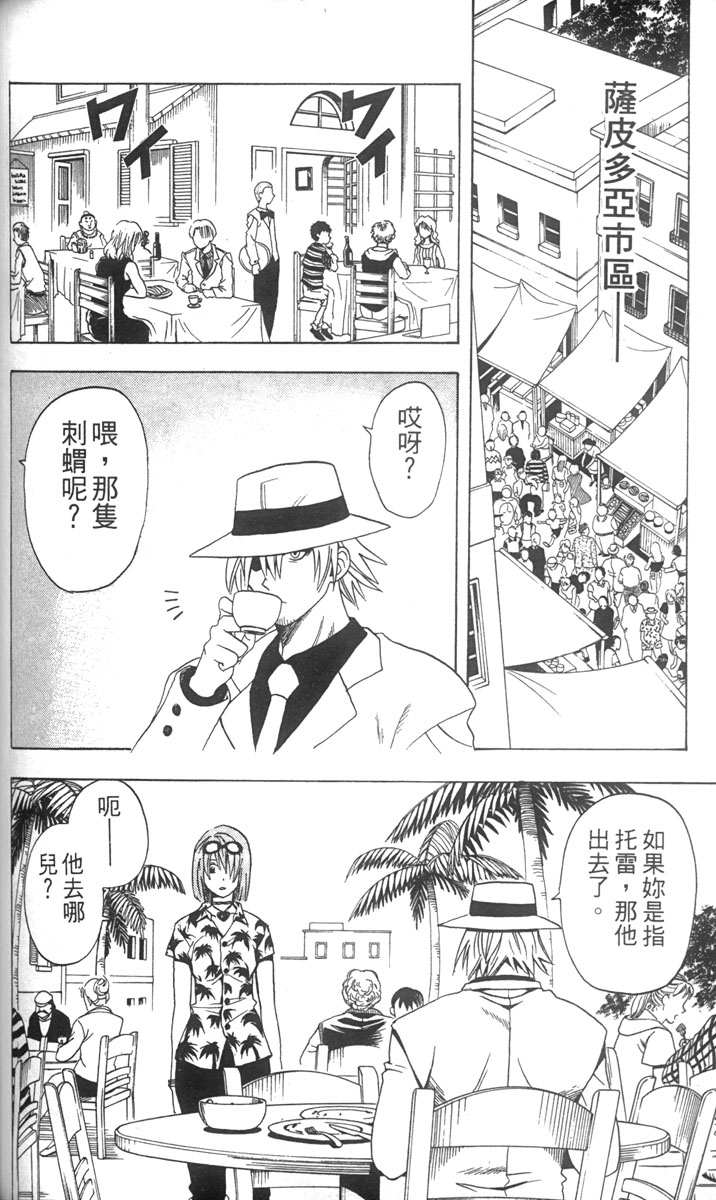 薩皮多亞市區——
ワイ
ワイ
哎呀？
喂，那隻
刺蝟呢？
如果妳是指
托雷，那他
出去了。
呃——
他去哪
兒？